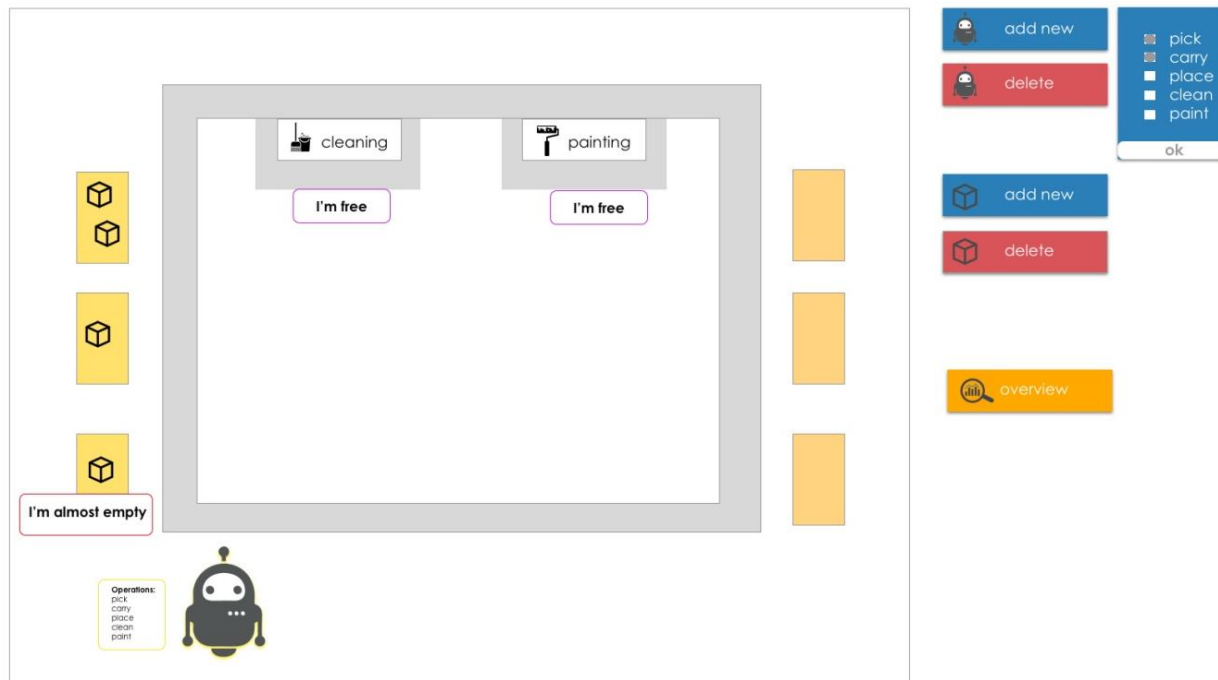 cleaning
painting
I'm free
I'm free
I'm almost empty
Operations:
pick
carry
place
clean
paint
add new
delete
pick
carry
place
clean
paint
ok
add new
delete
overview